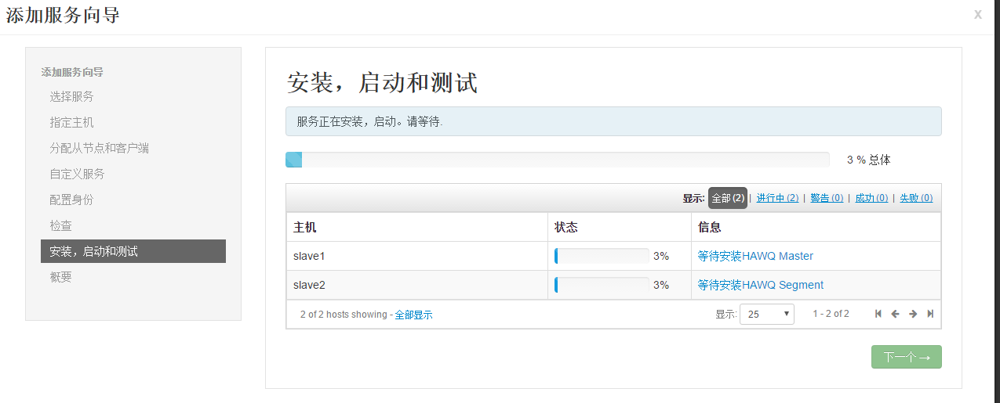 添加服务向导
x
添加服务向导
选择服务
指定主机
分配从节点和客户端
自定义服务
配置身份
检查
安装，启动和测试
概要
安装，启动和测试
服务正在安装，启动。请等待.
3 % 总体
显示: 全部 (2) | 进行中 (2) | 警告 (0) | 成功 (0) | 失败 (0)
主机 状态 信息
slave1 3% 等待安装HAWQ Master
slave2 3% 等待安装HAWQ Segment
2 of 2 hosts showing - 全部显示 显示: 25 1 - 2 of 2
下一个 →